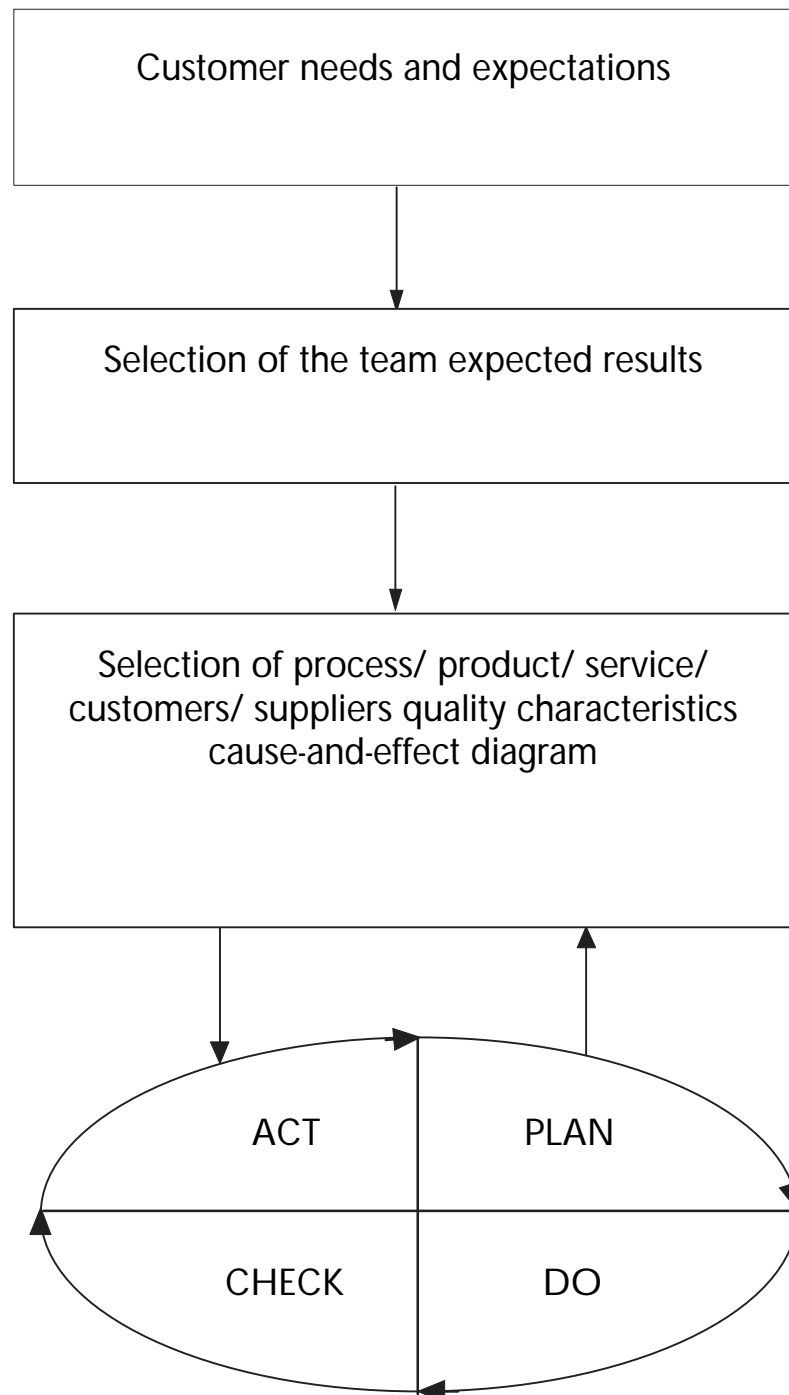 Customer needs and expectations
Selection of the team expected results
Selection of process/ product/ service/
customers/ suppliers quality characteristics
cause-and-effect diagram
ACT
PLAN
CHECK
DO